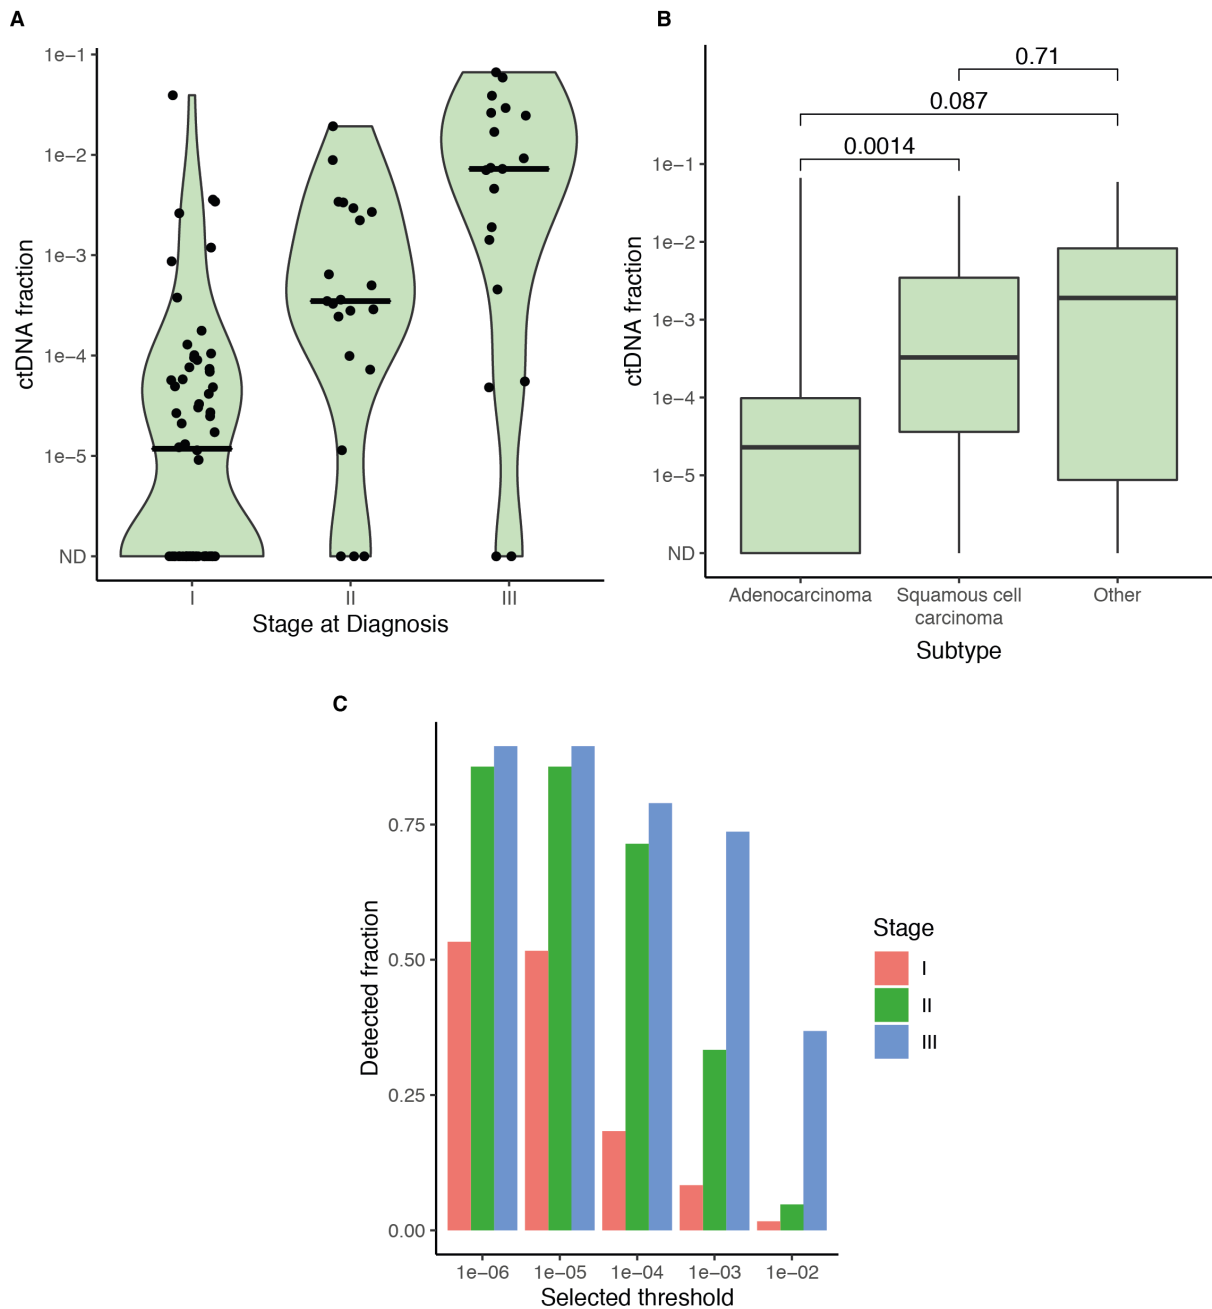 A
1e−1
1e−2
1e−3
1e−4
1e−5
ND
ctDNA fraction
I
II
III
Stage at Diagnosis
B
0.71
0.087
0.0014
1e−1
1e−2
1e−3
1e−4
1e−5
ND
ctDNA fraction
Adenocarcinoma
Squamous cell
carcinoma
Other
Subtype
C
0.75
0.50
0.25
0.00
Detected fraction
1e−06
1e−05
1e−04
1e−03
1e−02
Selected threshold
Stage
I
II
III